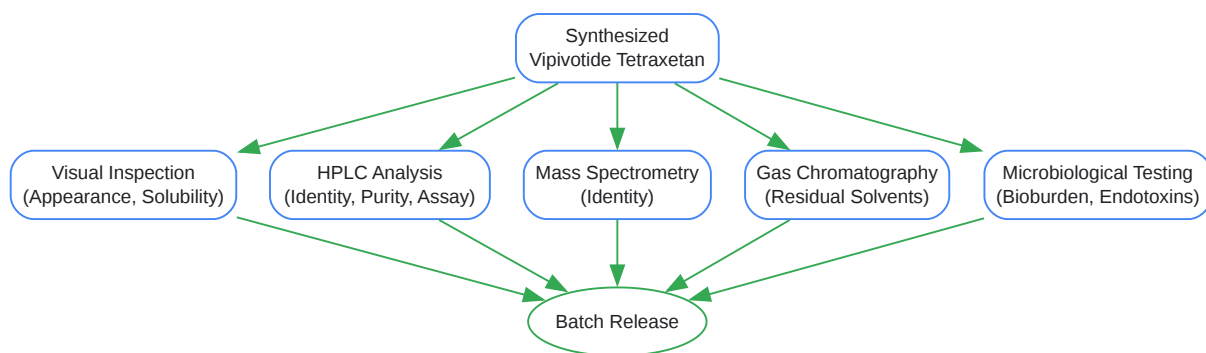 Synthesized
Vipivotide Tetraxetan
Visual Inspection
(Appearance, Solubility)
HPLC Analysis
(Identity, Purity, Assay)
Mass Spectrometry
(Identity)
Gas Chromatography
(Residual Solvents)
Microbiological Testing
(Bioburden, Endotoxins)
Batch Release